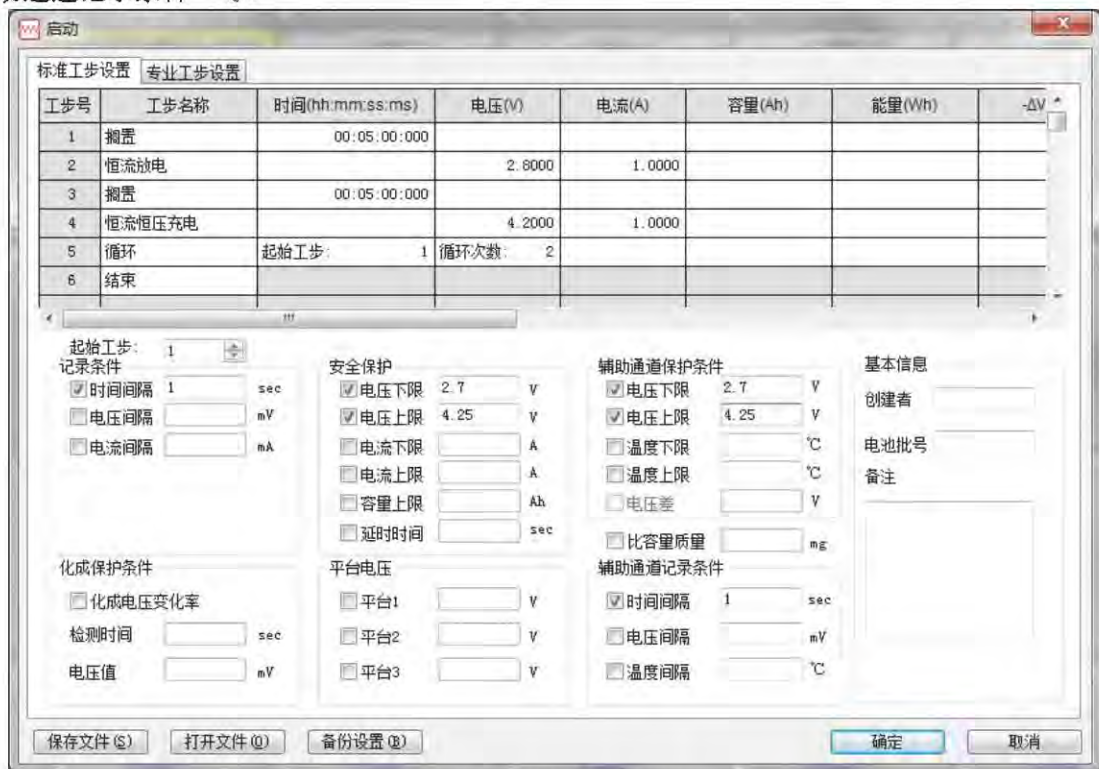 启动
标准工步设置 专业工步设置
工步号 工步名称 时间(hh:mm:ss:ms) 电压(V) 电流(A) 容量(Ah) 能量(Wh) -ΔV
1 搁置 00:05:00:000
2 恒流放电 2.8000 1.0000
3 搁置 00:05:00:000
4 恒流恒压充电 4.2000 1.0000
5 循环 起始工步: 1 循环次数: 2
6 结束
起始工步: 1
记录条件
时间间隔 1 sec
电压间隔 mV
电流间隔 mA
安全保护
电压下限 2.7 V
电压上限 4.25 V
电流下限 A
电流上限 A
容量上限 Ah
延时时间 sec
辅助通道保护条件
电压下限 2.7 V
电压上限 4.25 V
温度下限 ℃
温度上限 ℃
电压差 V
比容量质量 mg
基本信息
创建者
电池批号
备注
化成保护条件
化成电压变化率
检测时间 sec
电压值 mV
平台电压
平台1 V
平台2 V
平台3 V
辅助通道记录条件
时间间隔 1 sec
电压间隔 mV
温度间隔 ℃
保存文件(S) 打开文件(O) 备份设置(B) 确定 取消